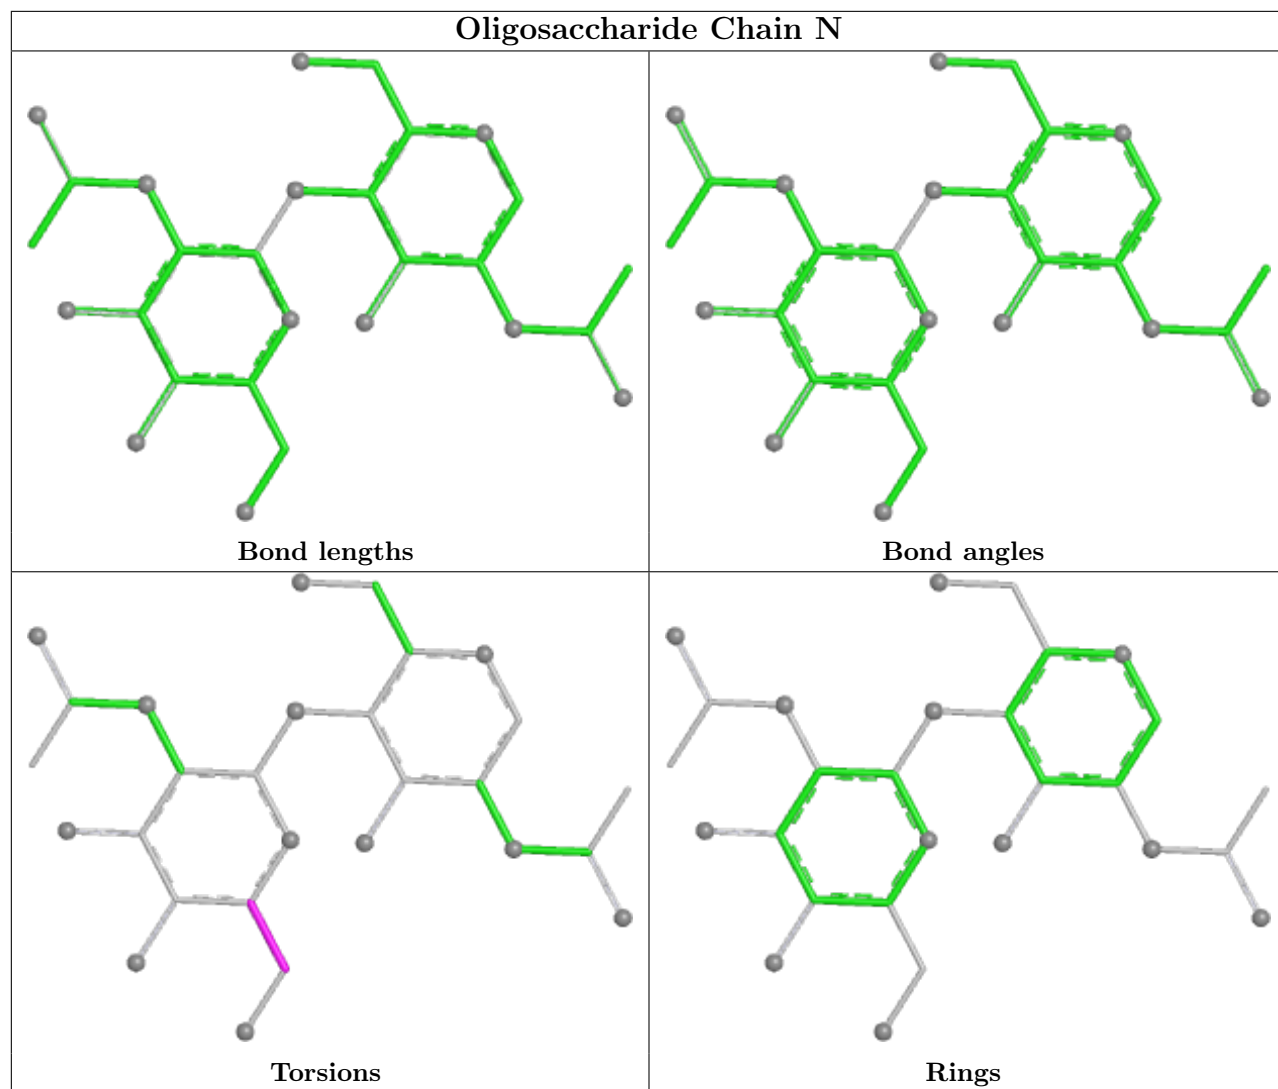 Oligosaccharide Chain N
Bond lengths
Bond angles
Torsions
Rings